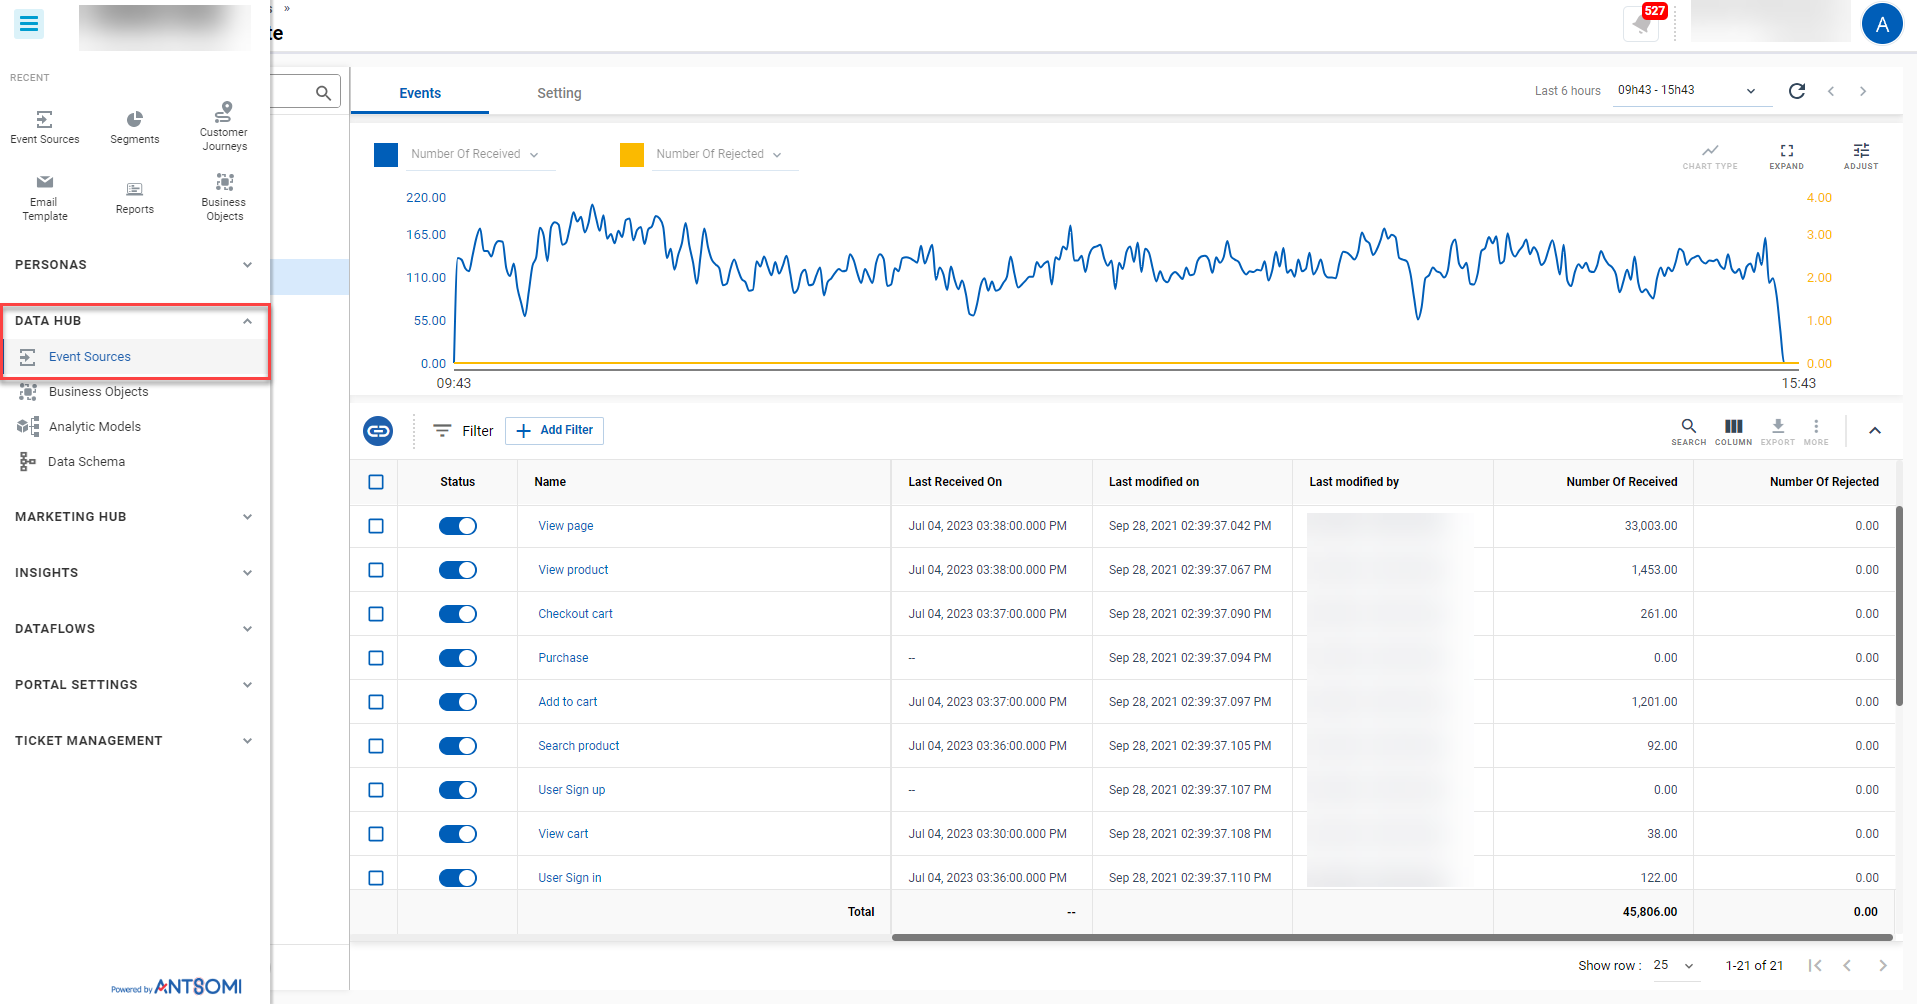 s »
te
527
A
RECENT
Event Sources
Segments
Customer
Journeys
Email
Template
Reports
Business
Objects
PERSONAS
DATA HUB
Event Sources
Business Objects
Analytic Models
Data Schema
MARKETING HUB
INSIGHTS
DATAFLOWS
PORTAL SETTINGS
TICKET MANAGEMENT
Powered by ANTSOMI
Events
Setting
Last 6 hours
09h43 - 15h43
Number Of Received
Number Of Rejected
CHART TYPE
EXPAND
ADJUST
220.00
165.00
110.00
55.00
0.00
4.00
3.00
2.00
1.00
0.00
09:43
15:43
Filter
Add Filter
SEARCH
COLUMN
EXPORT
MORE
Status Name Last Received On Last modified on Last modified by Number Of Received Number Of Rejected
View page Jul 04, 2023 03:38:00.000 PM Sep 28, 2021 02:39:37.042 PM 33,003.00 0.00
View product Jul 04, 2023 03:38:00.000 PM Sep 28, 2021 02:39:37.067 PM 1,453.00 0.00
Checkout cart Jul 04, 2023 03:37:00.000 PM Sep 28, 2021 02:39:37.090 PM 261.00 0.00
Purchase -- Sep 28, 2021 02:39:37.094 PM 0.00 0.00
Add to cart Jul 04, 2023 03:37:00.000 PM Sep 28, 2021 02:39:37.097 PM 1,201.00 0.00
Search product Jul 04, 2023 03:36:00.000 PM Sep 28, 2021 02:39:37.105 PM 92.00 0.00
User Sign up -- Sep 28, 2021 02:39:37.107 PM 0.00 0.00
View cart Jul 04, 2023 03:30:00.000 PM Sep 28, 2021 02:39:37.108 PM 38.00 0.00
User Sign in Jul 04, 2023 03:36:00.000 PM Sep 28, 2021 02:39:37.110 PM 122.00 0.00
Total -- 45,806.00 0.00
Show row : 25 1-21 of 21